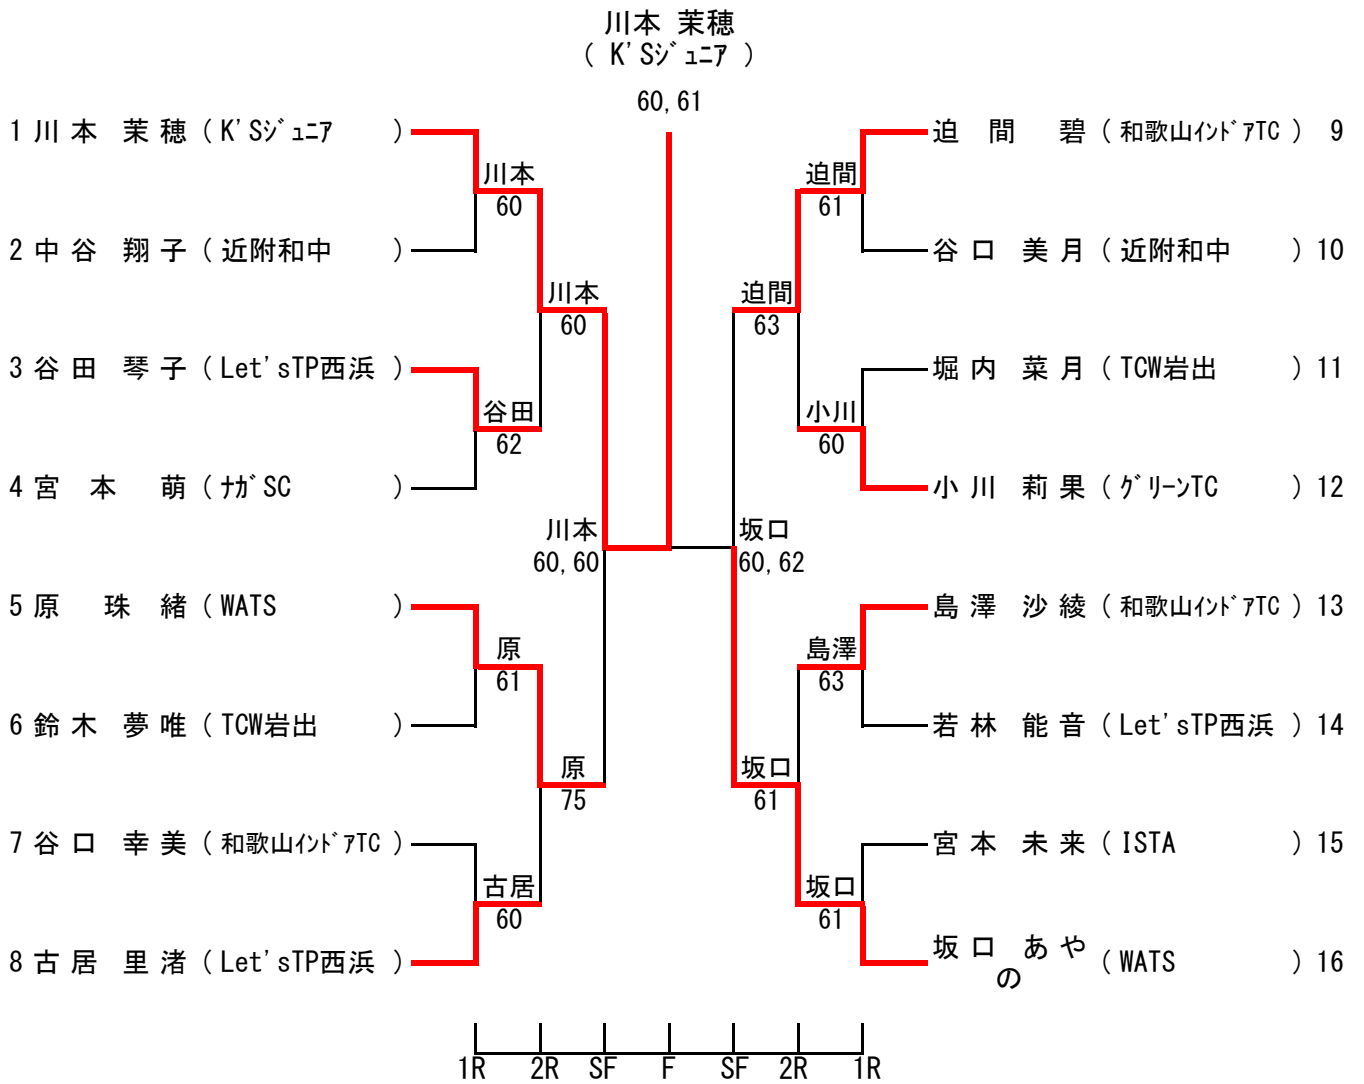 川本 茉穂
( K'Sジュニア )
60,61
1 川本 茉穂 ( K'Sジュニア )
2 中谷 翔子 ( 近附和中 )
3 谷田 琴子 ( Let'sTP西浜 )
4 宮本 萌 ( ナガSC )
5 原 珠緒 ( WATS )
6 鈴木 夢唯 ( TCW岩出 )
7 谷口 幸美 ( 和歌山インドアTC )
8 古居 里渚 ( Let'sTP西浜 )
川本
60
谷田
62
原
61
古居
60
川本
60
原
75
川本
60,60
坂口
60,62
迫間
63
坂口
61
迫間
61
小川
60
島澤
63
坂口
61
迫間 碧 ( 和歌山インドアTC ) 9
谷口 美月 ( 近附和中 ) 10
堀内 菜月 ( TCW岩出 ) 11
小川 莉果 ( グリーンTC ) 12
島澤 沙綾 ( 和歌山インドアTC ) 13
若林 能音 ( Let'sTP西浜 ) 14
宮本 未来 ( ISTA ) 15
坂口 あや
の
( WATS ) 16
1R 2R SF F SF 2R 1R